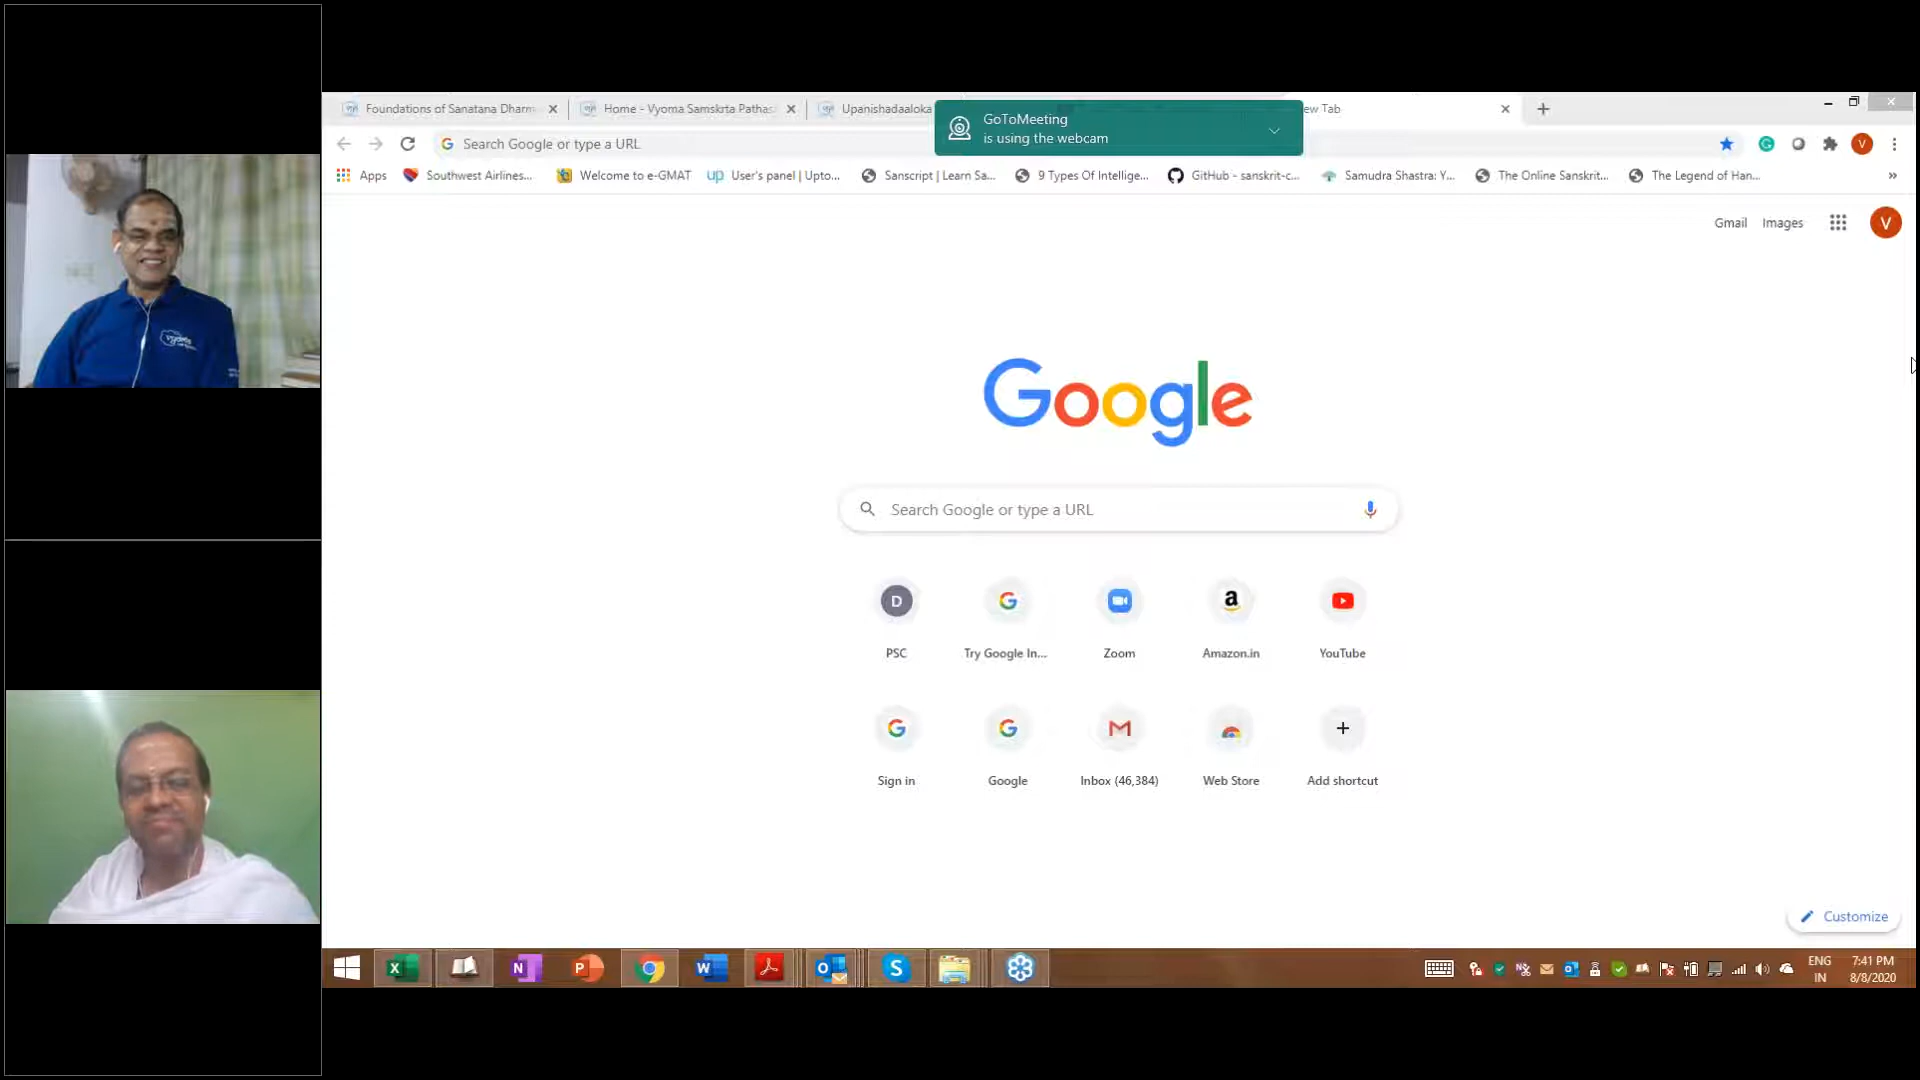 Foundations of Sanatana Dharm
Home - Vyoma Samskrta Pathas
Upanishadaaloka
ew Tab
GoToMeeting
is using the webcam
Search Google or type a URL
V
Apps
Southwest Airlines...
Welcome to e-GMAT
up User's panel | Upto...
Sanscript | Learn Sa...
9 Types Of Intellige...
GitHub - sanskrit-c...
Samudra Shastra: Y...
The Online Sanskrit...
The Legend of Han...
»
Gmail
Images
V
Google
Search Google or type a URL
D
PSC
Try Google In...
Zoom
a
Amazon.in
YouTube
Sign in
Google
Inbox (46,384)
Web Store
Add shortcut
Customize
vyoma
ENG
IN
7:41 PM
8/8/2020